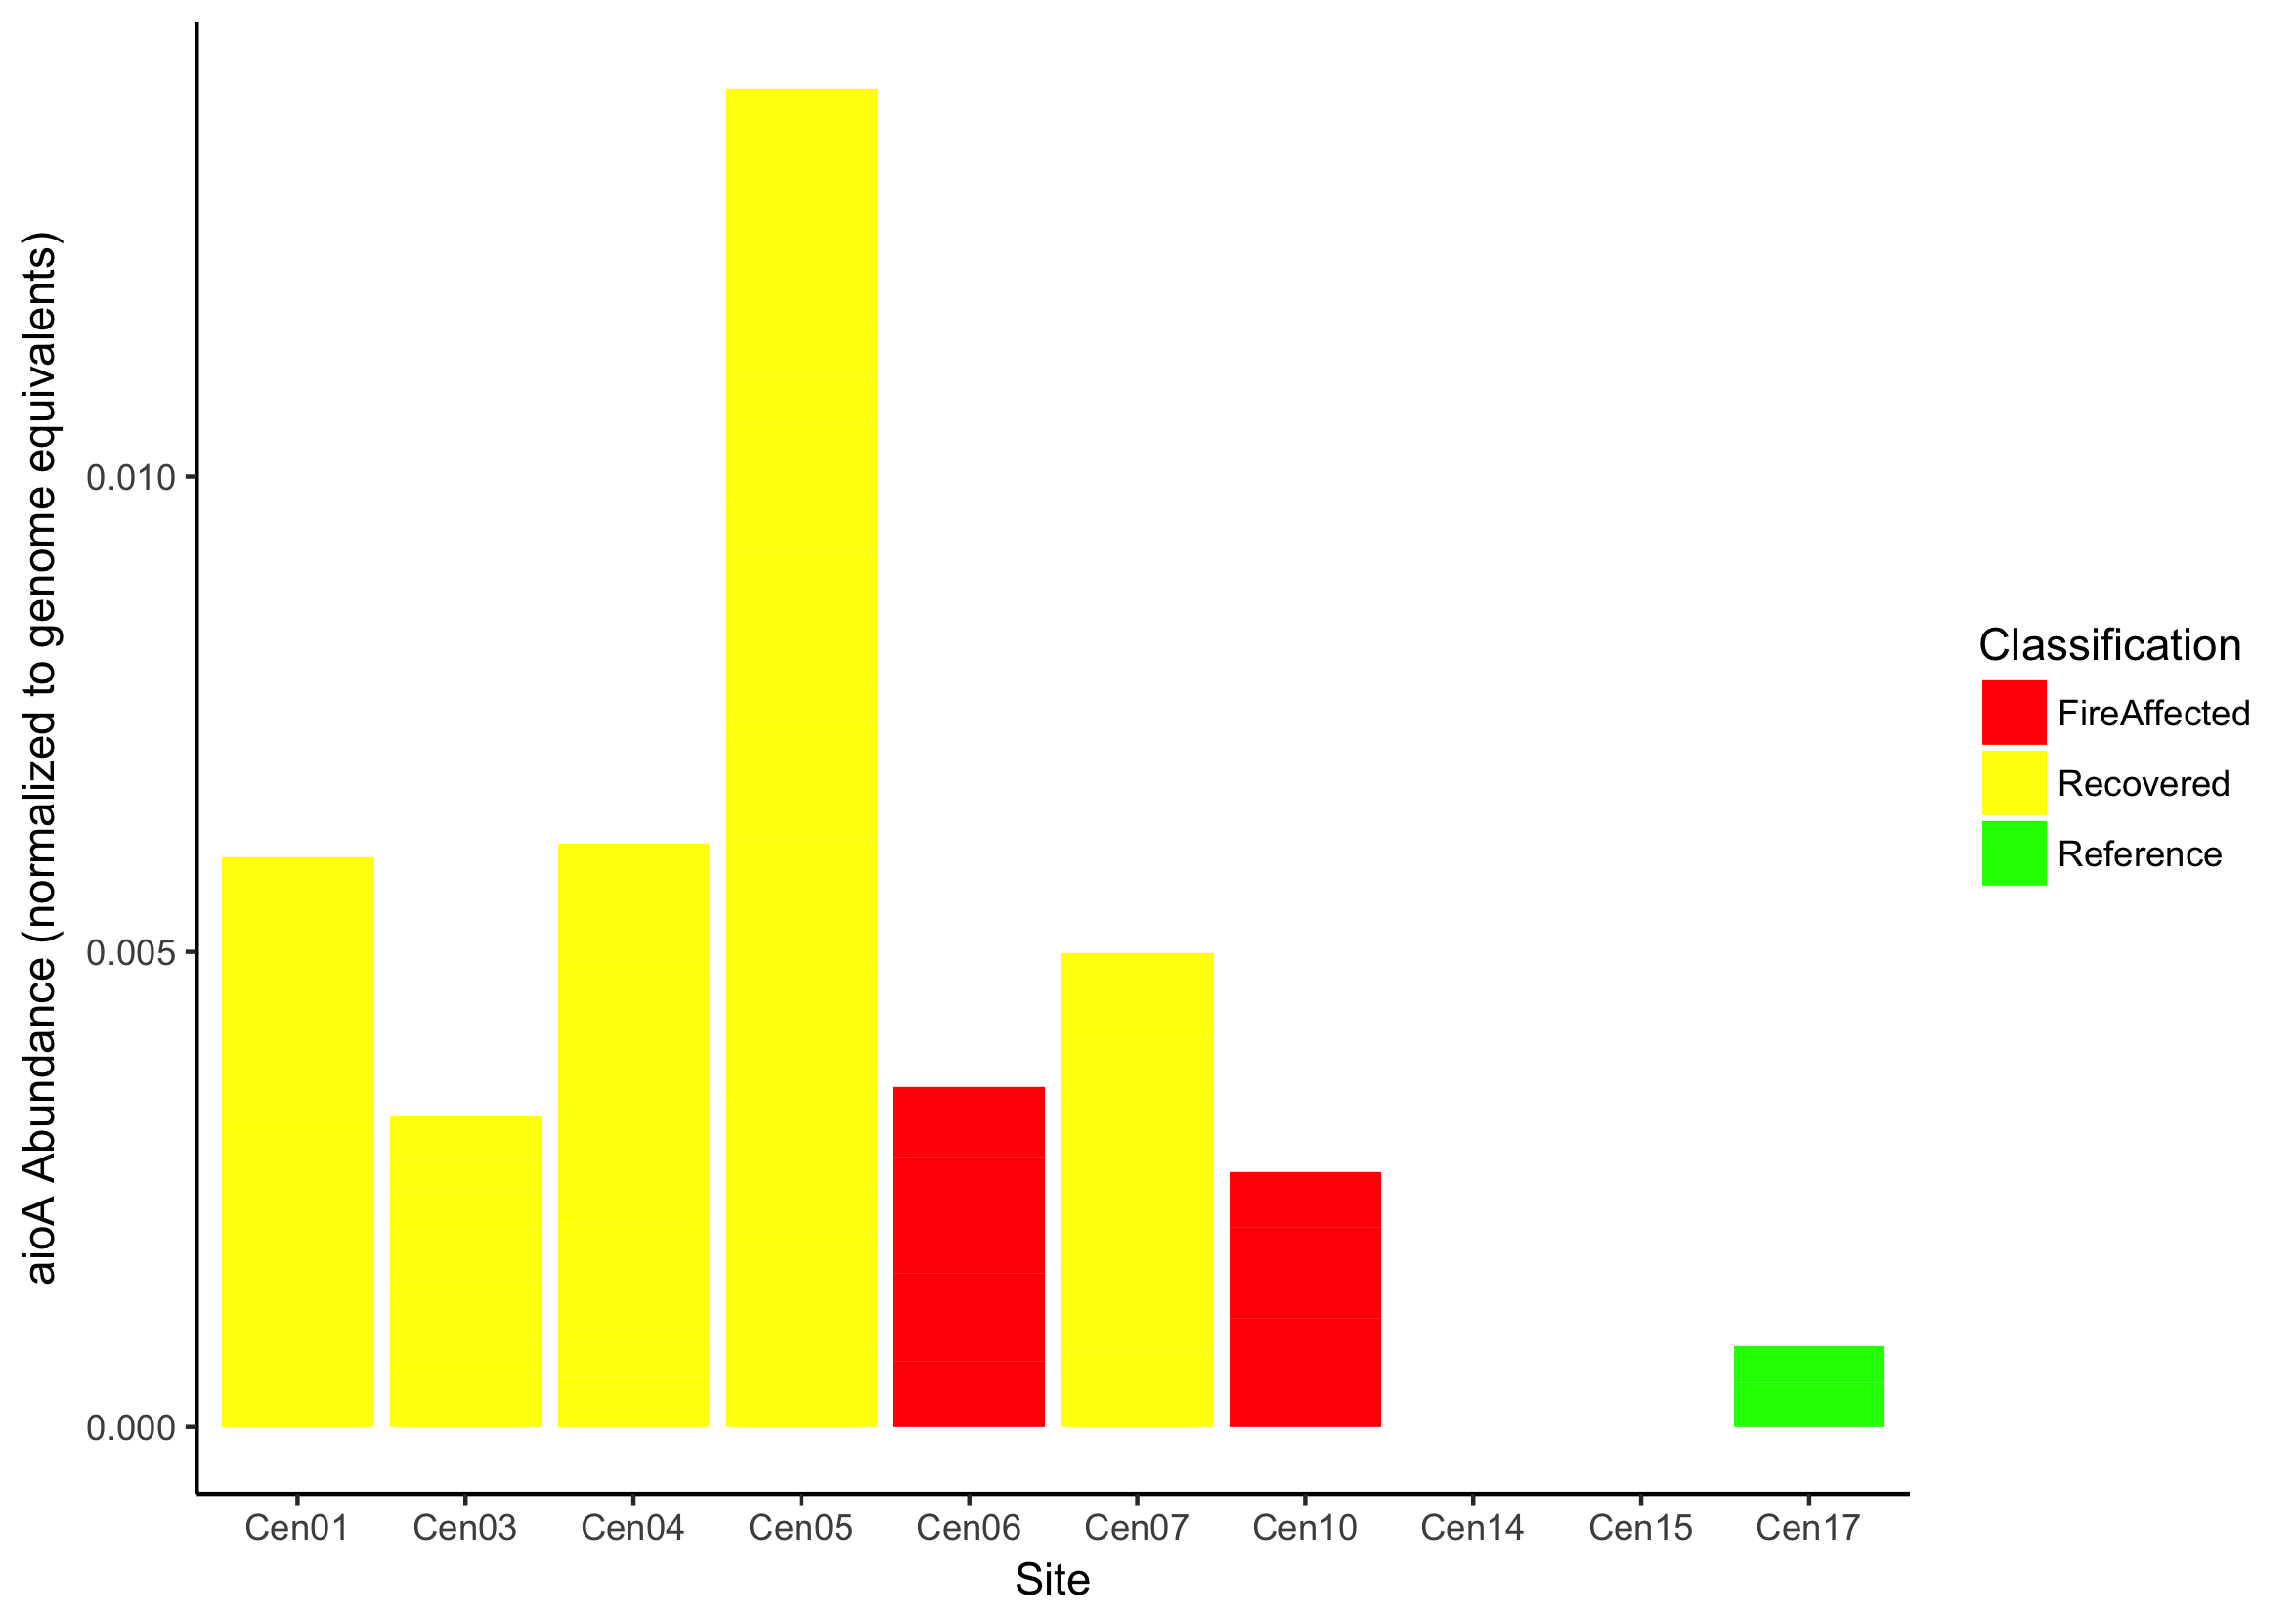 aioA Abundance (normalized to genome equivalents)
0.010
0.005
0.000
Cen01 Cen03 Cen04 Cen05 Cen06 Cen07 Cen10 Cen14 Cen15 Cen17
Site
Classification
FireAffected
Recovered
Reference